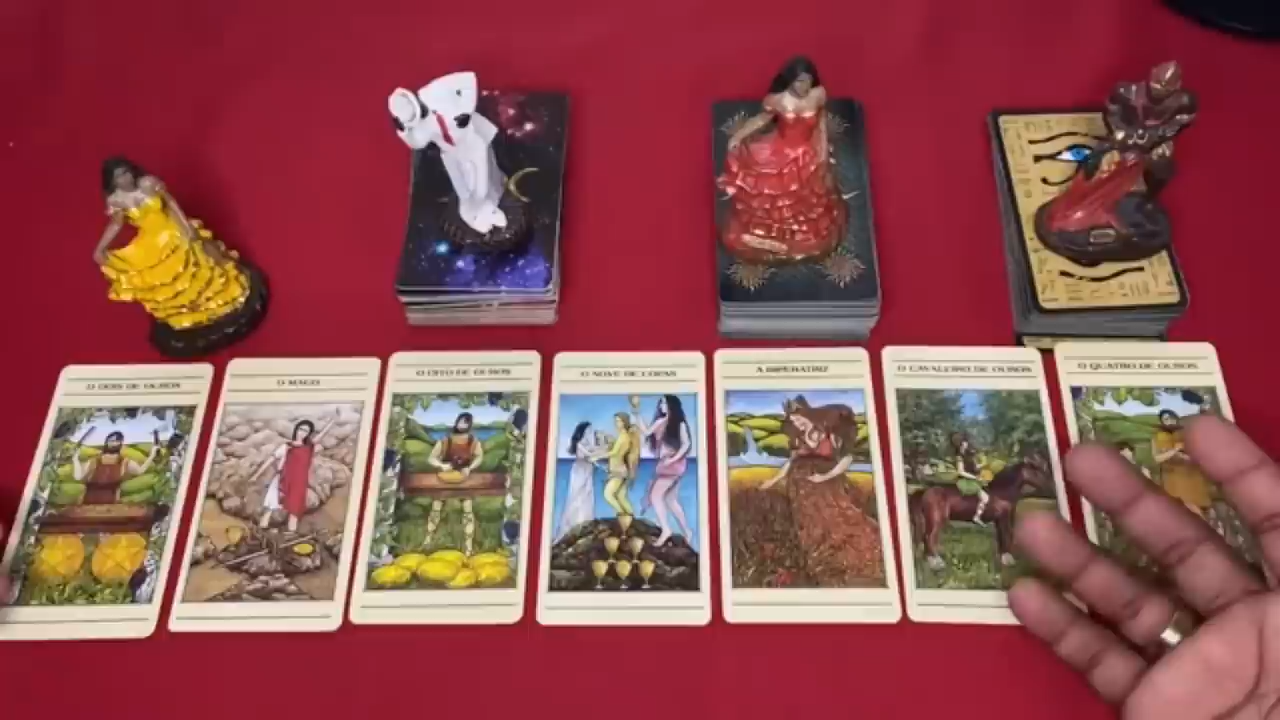 O DOIS DE OUROS
O MAGO
O OITO DE OUROS
O NOVE DE COPAS
A IMPERATRIZ
O CAVALEIRO DE OUROS
O QUATRO DE OUROS